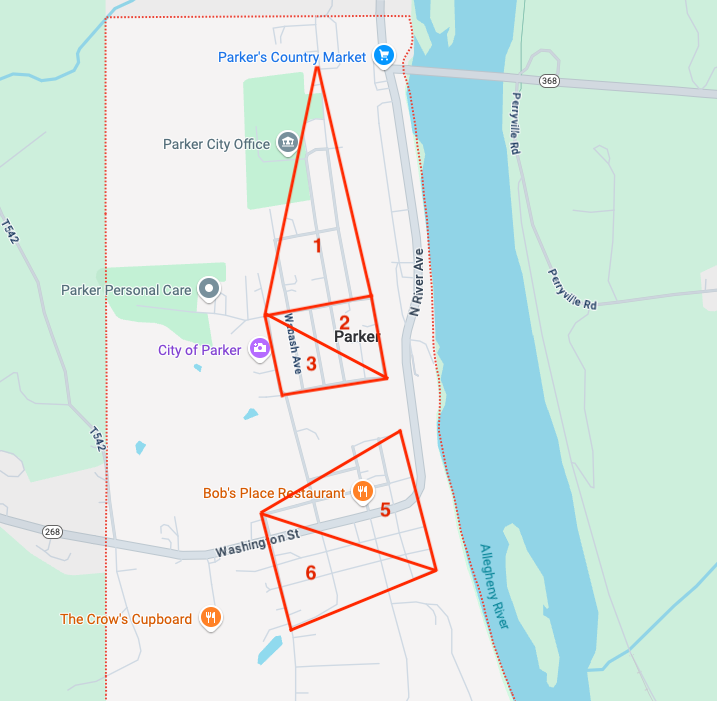 Parker's Country Market
368
Perryville Rd
Parker City Office
T542
1
N River Ave
Perryville Rd
Parker Personal Care
2
Wabash Ave
Parker
City of Parker
3
T542
Bob's Place Restaurant
5
268
Washington St
6
Allegheny River
The Crow's Cupboard